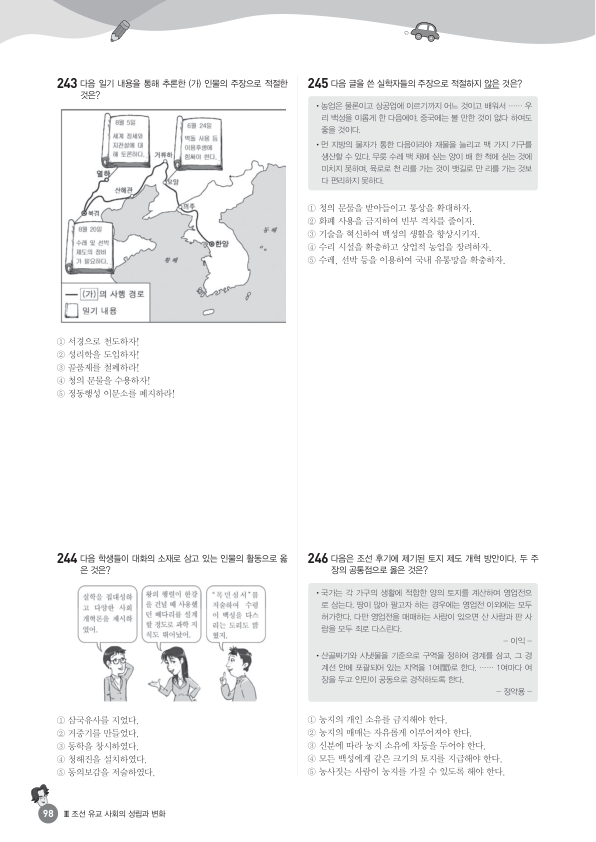 243 다음 일기 내용을 통해 추론한 (가) 인물의 주장으로 적절한
것은?
8월 5일
세계 정세와
지전설에 대
해 토론하다.
6월 24일
벽돌 사용 등
이용후생에
힘써야 한다.
거류하
열하
산해관
요양
의주
북경
8월 20일
수레 및 선박
제도의 정비
가 필요하다.
한양
동해
황해
(가)의 사행 경로
일기 내용
① 서경으로 천도하자!
② 성리학을 도입하자!
③ 골품제를 철폐하라!
④ 청의 문물을 수용하자!
⑤ 정동행성 이문소를 폐지하라!
244 다음 학생들이 대화의 소재로 삼고 있는 인물의 활동으로 옳
은 것은?
실학을 집대성하
고 다양한 사회
개혁론을 제시하
였어.
왕의 행렬이 한강
을 건널 때 사용했
던 배다리를 설계
할 정도로 과학 지
식도 뛰어났어.
“목민심서”를
저술하여 수령
이 백성을 다스
리는 도리도 밝
혔지.
① 삼국유사를 지었다.
② 거중기를 만들었다.
③ 동학을 창시하였다.
④ 청해진을 설치하였다.
⑤ 동의보감을 저술하였다.
245 다음 글을 쓴 실학자들의 주장으로 적절하지 않은 것은?
• 농업은 물론이고 상공업에 이르기까지 어느 것이고 배워서 …… 우
리 백성을 이롭게 한 다음에야, 중국에는 볼 만한 것이 없다 하여도
좋을 것이다.
• 먼 지방의 물자가 통한 다음이라야 재물을 늘리고 백 가지 기구를
생산할 수 있다. 무릇 수레 백 채에 싣는 양이 배 한 척에 싣는 것에
미치지 못하며, 육로로 천 리를 가는 것이 뱃길로 만 리를 가는 것보
다 편리하지 못하다.
① 청의 문물을 받아들이고 통상을 확대하자.
② 화폐 사용을 금지하여 빈부 격차를 줄이자.
③ 기술을 혁신하여 백성의 생활을 향상시키자.
④ 수리 시설을 확충하고 상업적 농업을 장려하자.
⑤ 수레, 선박 등을 이용하여 국내 유통망을 확충하자.
246 다음은 조선 후기에 제기된 토지 제도 개혁 방안이다. 두 주
장의 공통점으로 옳은 것은?
• 국가는 각 가구의 생활에 적합한 양의 토지를 계산하여 영업전으
로 삼는다. 땅이 많아 팔고자 하는 경우에는 영업전 이외에는 모두
허가한다. 다만 영업전을 매매하는 사람이 있으면 산 사람과 판 사
람을 모두 죄로 다스린다.
– 이익 –
• 산골짜기와 시냇물을 기준으로 구역을 정하여 경계를 삼고, 그 경
계선 안에 포괄되어 있는 지역을 1여(閭)로 한다. …… 1여마다 여
장을 두고 인민이 공동으로 경작하도록 한다.
– 정약용 –
① 농지의 개인 소유를 금지해야 한다.
② 농지의 매매는 자유롭게 이루어져야 한다.
③ 신분에 따라 농지 소유에 차등을 두어야 한다.
④ 모든 백성에게 같은 크기의 토지를 지급해야 한다.
⑤ 농사짓는 사람이 농지를 가질 수 있도록 해야 한다.
98 Ⅲ 조선 유교 사회의 성립과 변화